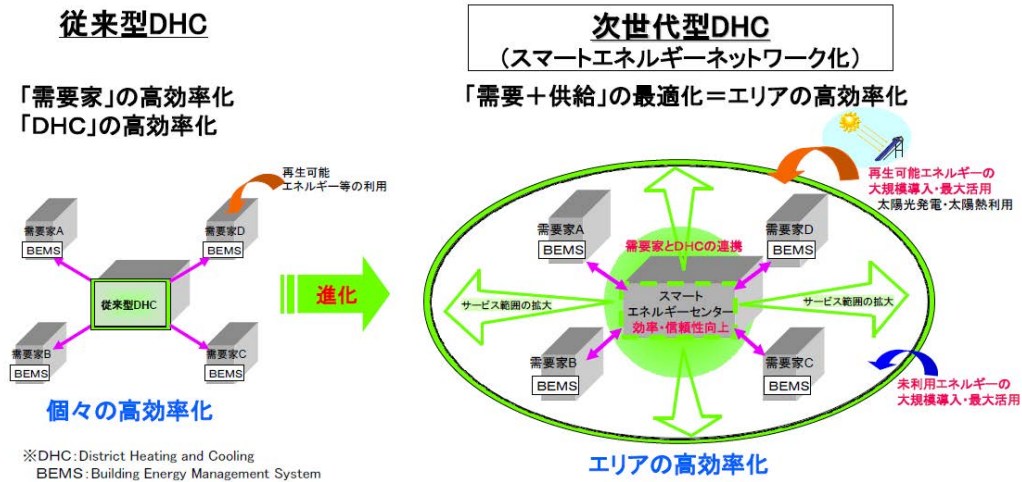 従来型DHC
「需要家」の高効率化
「DHC」の高効率化
再生可能
エネルギー等の利用
需要家A
BEMS
需要家D
BEMS
従来型DHC
需要家B
BEMS
需要家C
BEMS
個々の高効率化
※DHC:District Heating and Cooling
BEMS:Building Energy Management System
進化
次世代型DHC
(スマートエネルギーネットワーク化)
「需要+供給」の最適化=エリアの高効率化
再生可能エネルギーの
大規模導入・最大活用
太陽光発電・太陽熱利用
需要家A
BEMS
需要家D
BEMS
需要家とDHCの連携
サービス範囲の拡大
スマート
エネルギーセンター
効率・信頼性向上
サービス範囲の拡大
需要家B
BEMS
需要家C
BEMS
未利用エネルギーの
大規模導入・最大活用
エリアの高効率化